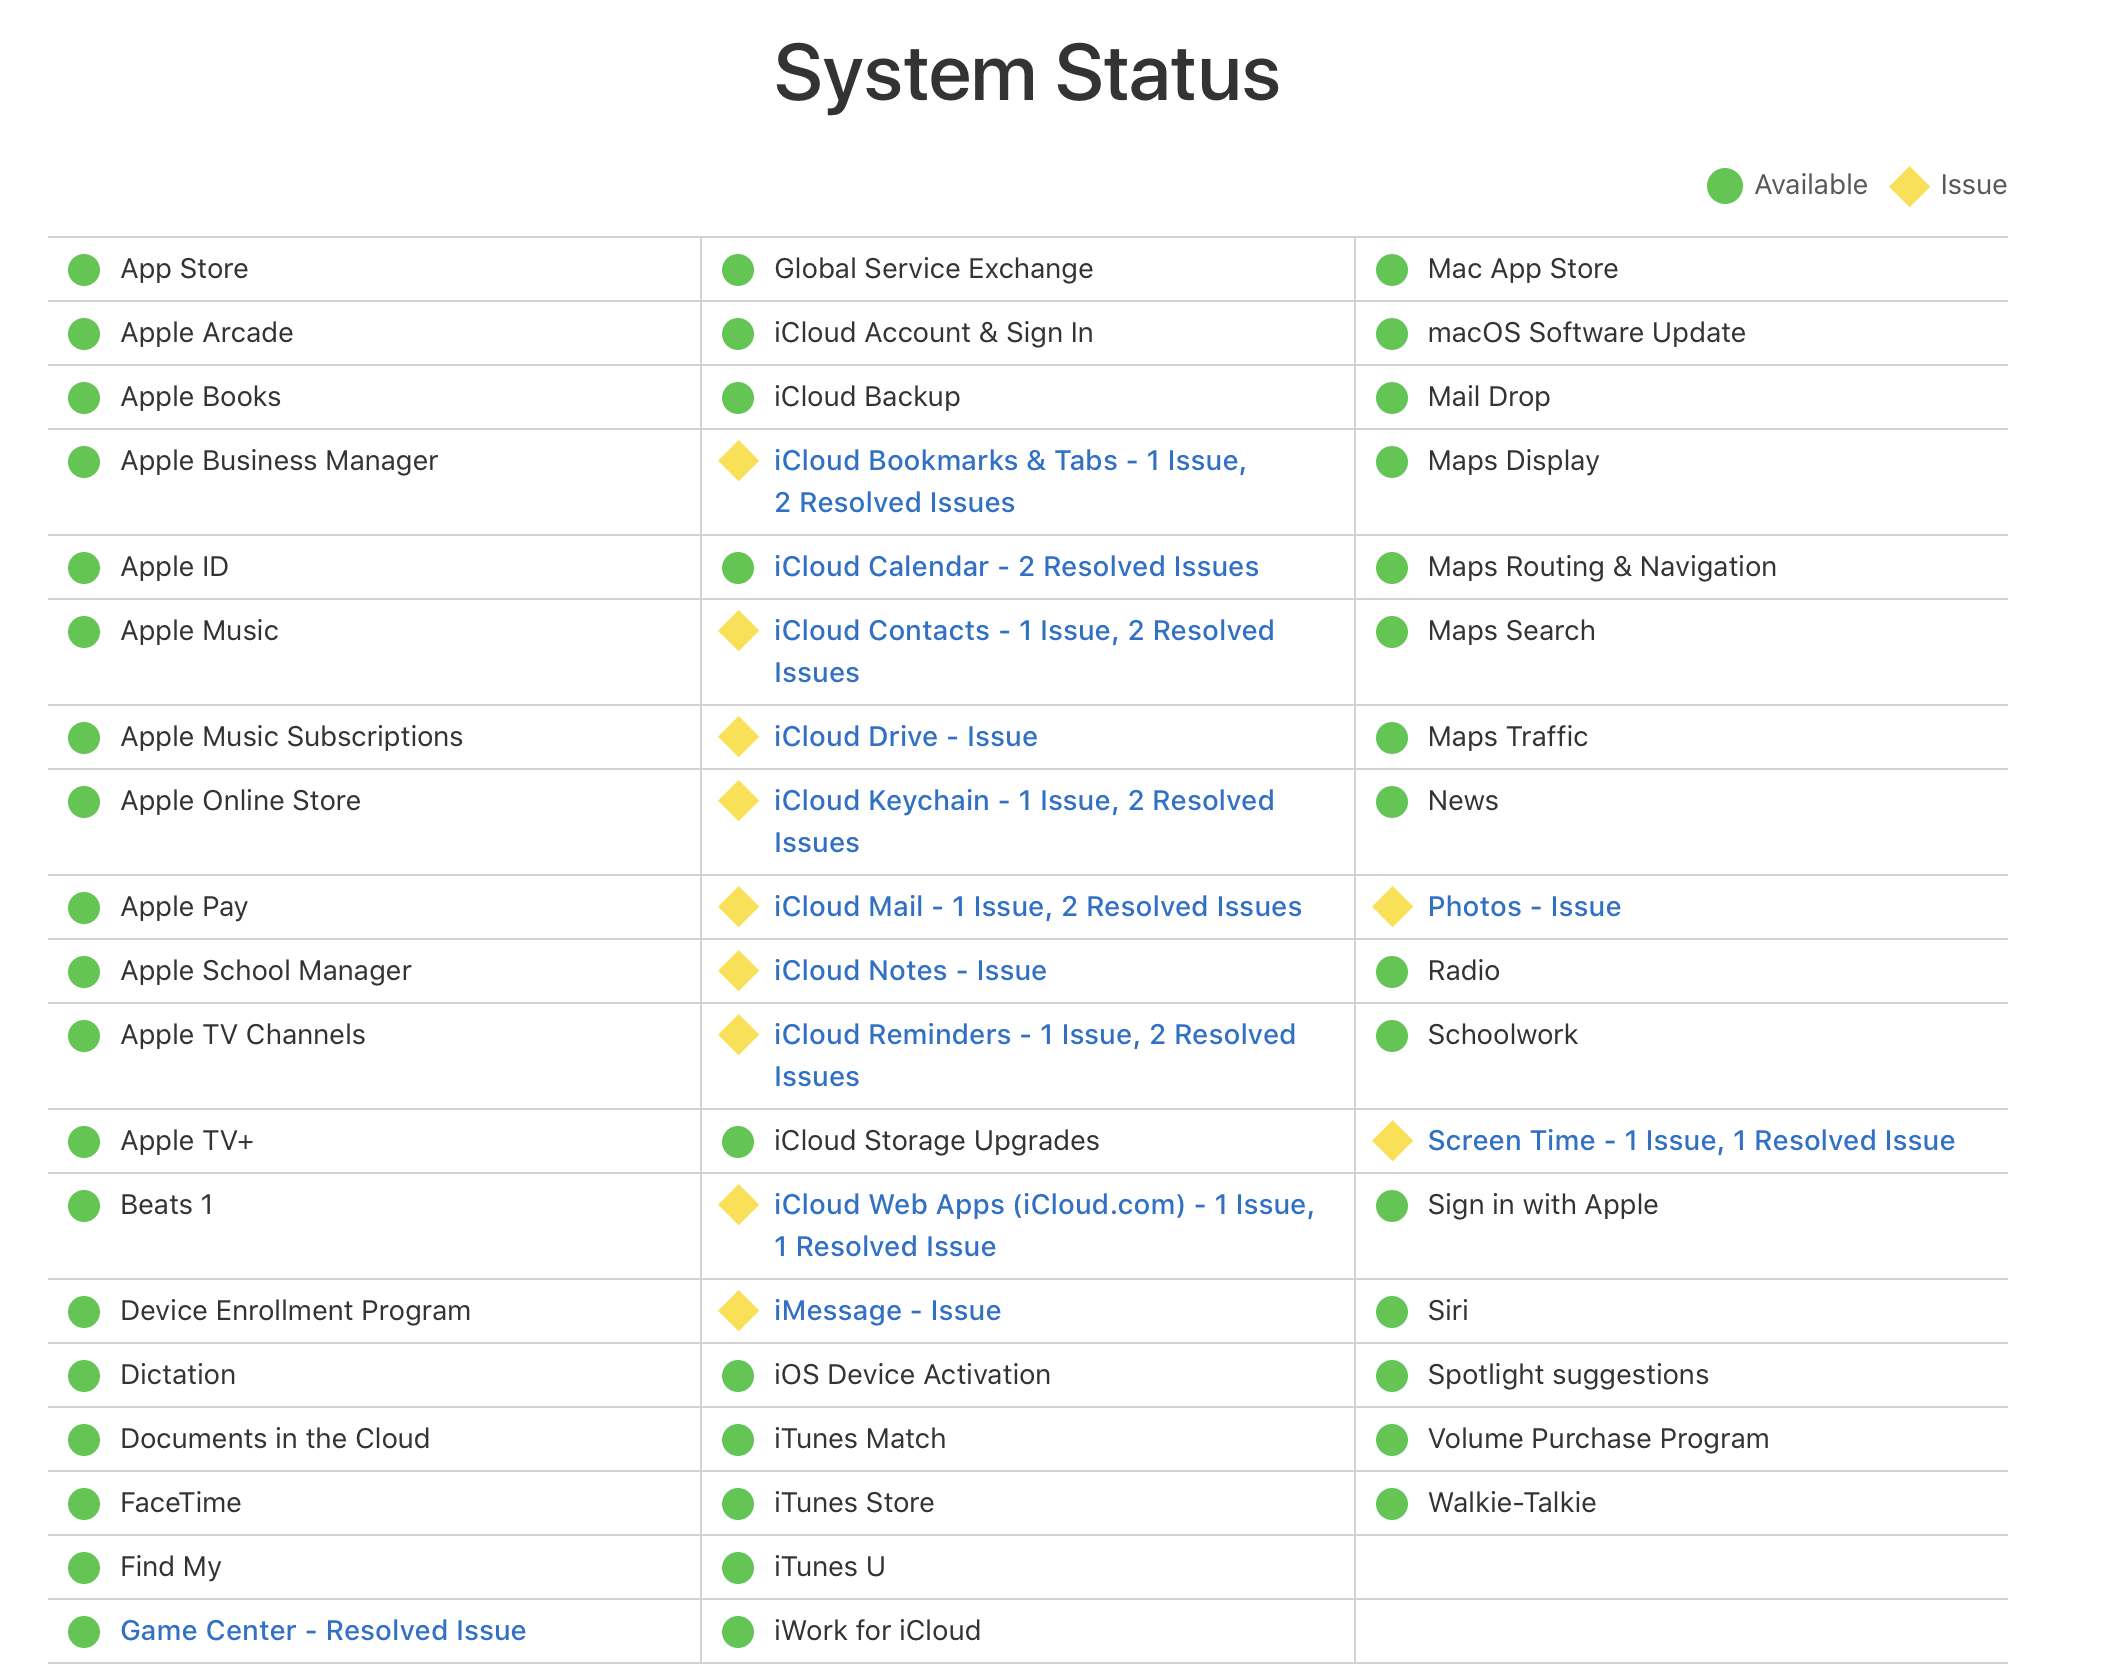 System Status
Available
Issue
App Store
Global Service Exchange
Mac App Store
Apple Arcade
iCloud Account & Sign In
macOS Software Update
Apple Books
iCloud Backup
Mail Drop
Apple Business Manager
iCloud Bookmarks & Tabs - 1 Issue,
2 Resolved Issues
Maps Display
Apple ID
iCloud Calendar - 2 Resolved Issues
Maps Routing & Navigation
Apple Music
iCloud Contacts - 1 Issue, 2 Resolved
Issues
Maps Search
Apple Music Subscriptions
iCloud Drive - Issue
Maps Traffic
Apple Online Store
iCloud Keychain - 1 Issue, 2 Resolved
Issues
News
Apple Pay
iCloud Mail - 1 Issue, 2 Resolved Issues
Photos - Issue
Apple School Manager
iCloud Notes - Issue
Radio
Apple TV Channels
iCloud Reminders - 1 Issue, 2 Resolved
Issues
Schoolwork
Apple TV+
iCloud Storage Upgrades
Screen Time - 1 Issue, 1 Resolved Issue
Beats 1
iCloud Web Apps (iCloud.com) - 1 Issue,
1 Resolved Issue
Sign in with Apple
Device Enrollment Program
iMessage - Issue
Siri
Dictation
iOS Device Activation
Spotlight suggestions
Documents in the Cloud
iTunes Match
Volume Purchase Program
FaceTime
iTunes Store
Walkie-Talkie
Find My
iTunes U
Game Center - Resolved Issue
iWork for iCloud